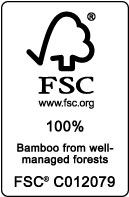 FSC
www.fsc.org
100%
Bamboo from well-
managed forests
FSC® C012079